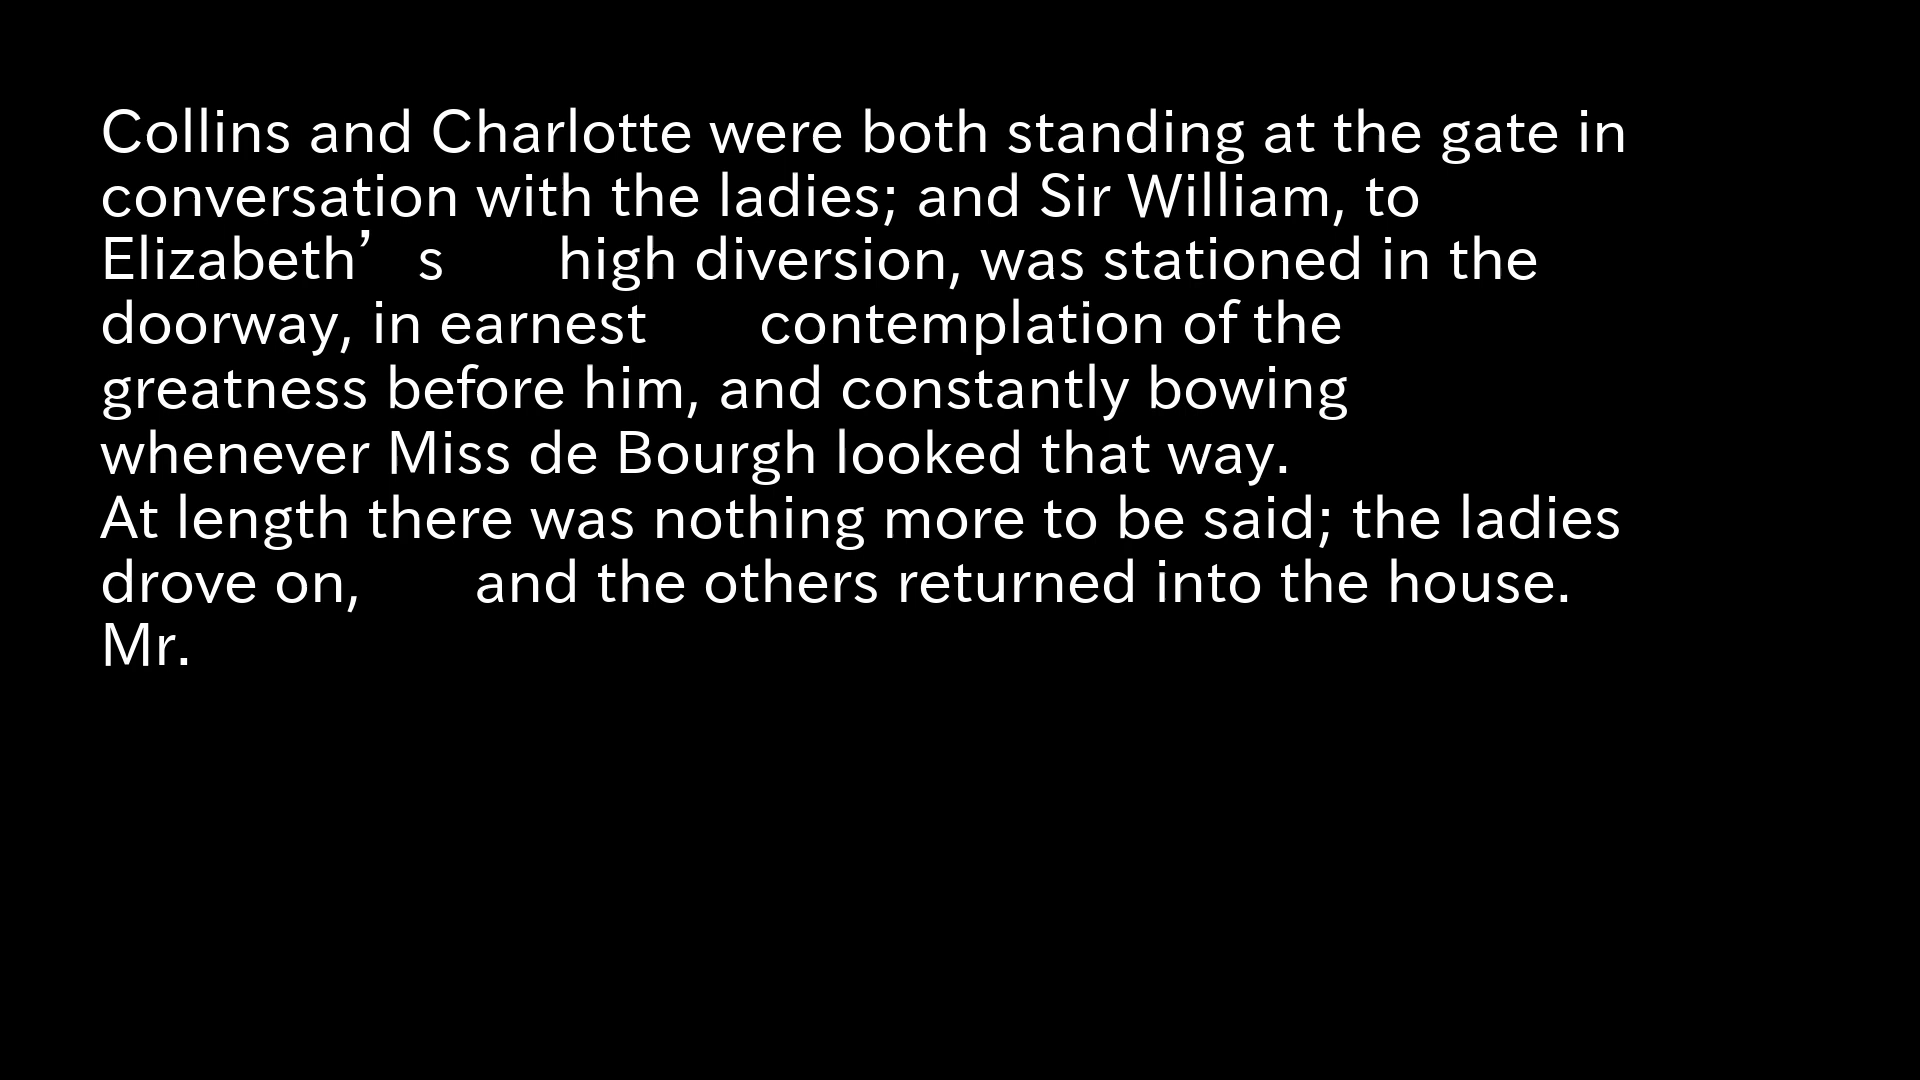 Collins and Charlotte were both standing at the gate in
conversation with the ladies; and Sir William, to
Elizabeth’s high diversion, was stationed in the
doorway, in earnest contemplation of the
greatness before him, and constantly bowing
whenever Miss de Bourgh looked that way.
At length there was nothing more to be said; the ladies
drove on, and the others returned into the house.
Mr.